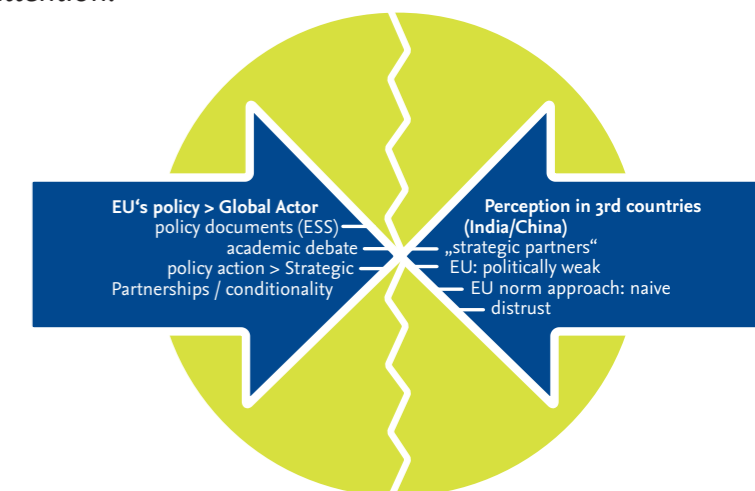 EU‘s policy > Global Actor
policy documents (ESS)
academic debate
policy action > Strategic
Partnerships / conditionality
Perception in 3rd countries
(India/China)
„strategic partners“
EU: politically weak
EU norm approach: naive
distrust